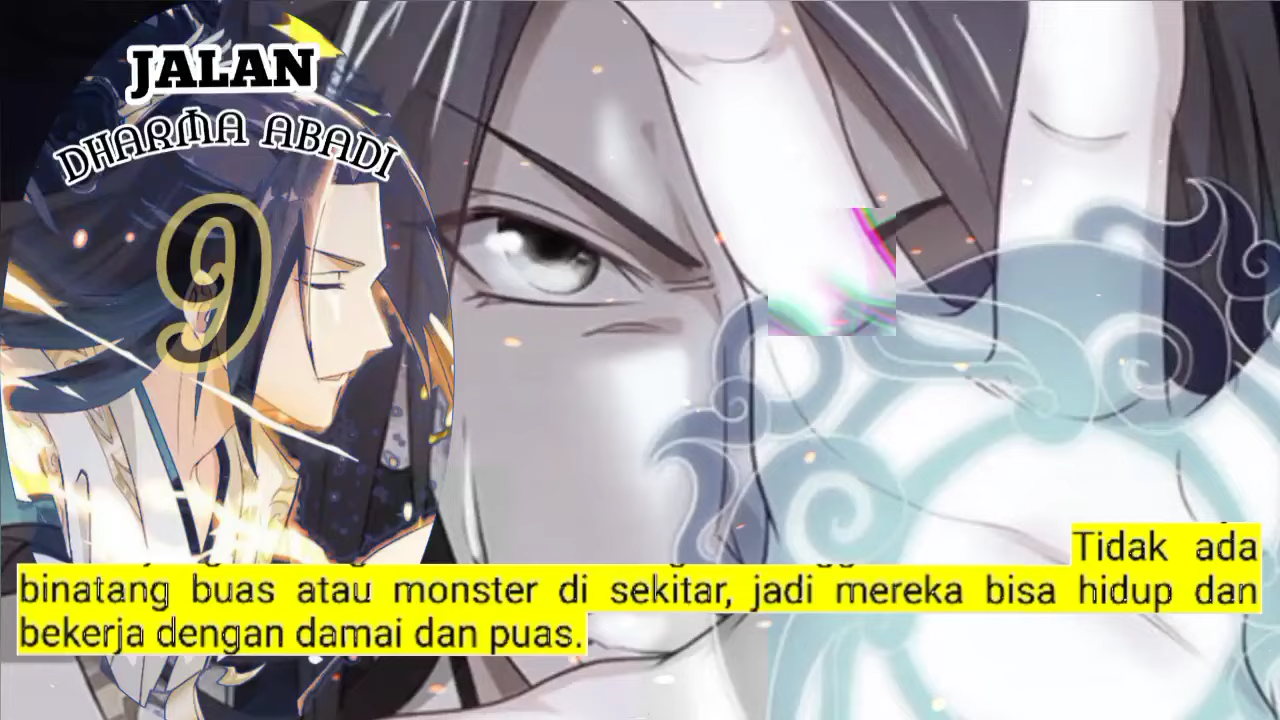 JALAN
DHARMA ABADI
9
Tidak ada
binatang buas atau monster di sekitar, jadi mereka bisa hidup dan
bekerja dengan damai dan puas.